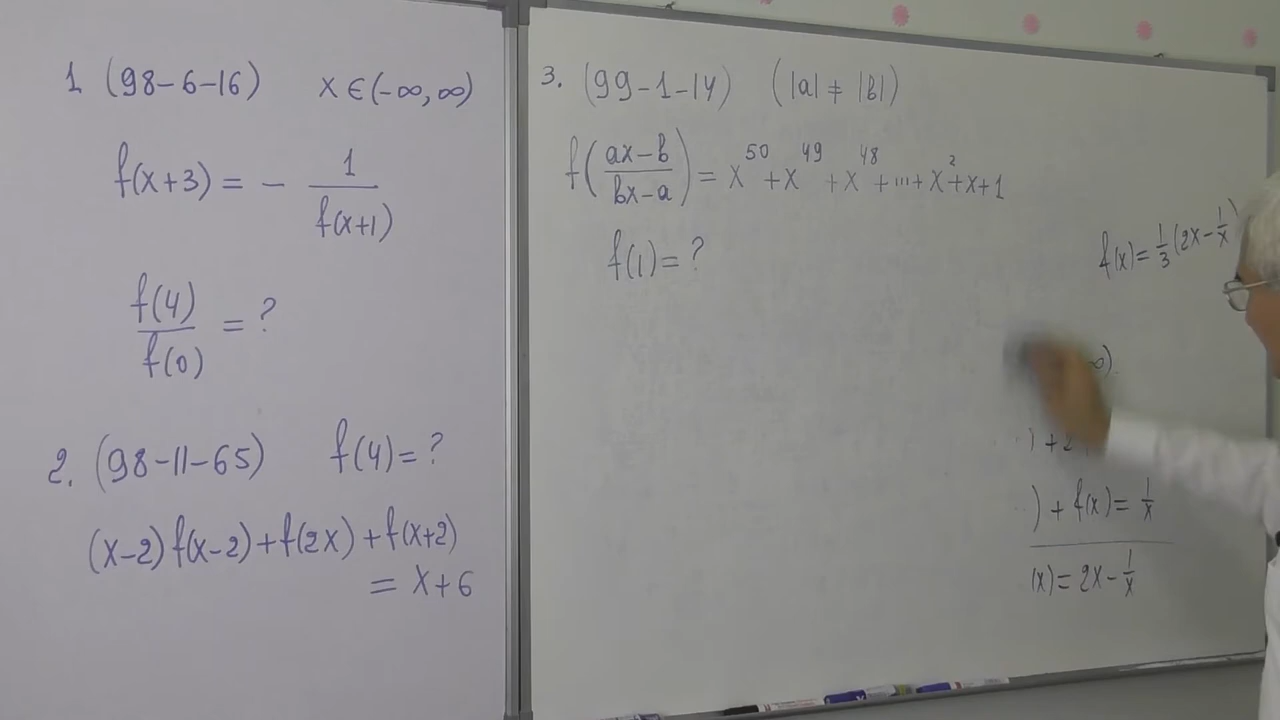 1. (98-6-16) x∈(-∞,∞)
f(x+3) = - 1/f(x+1)
f(4)/f(0) = ?
2. (98-11-65) f(4)=?
(x-2)f(x-2)+f(2x)+f(x+2)
= x+6
3. (99-1-14) (|a| ≠ |b|)
f((ax-b)/(bx-a)) = x^50 + x^49 + x^48 + ... + x^2 + x + 1
f(1)=?
f(x)= 1/3 (2x - 1/x)
∞)
) + 2
) + f(x) = 1/x
(x) = 2x - 1/x